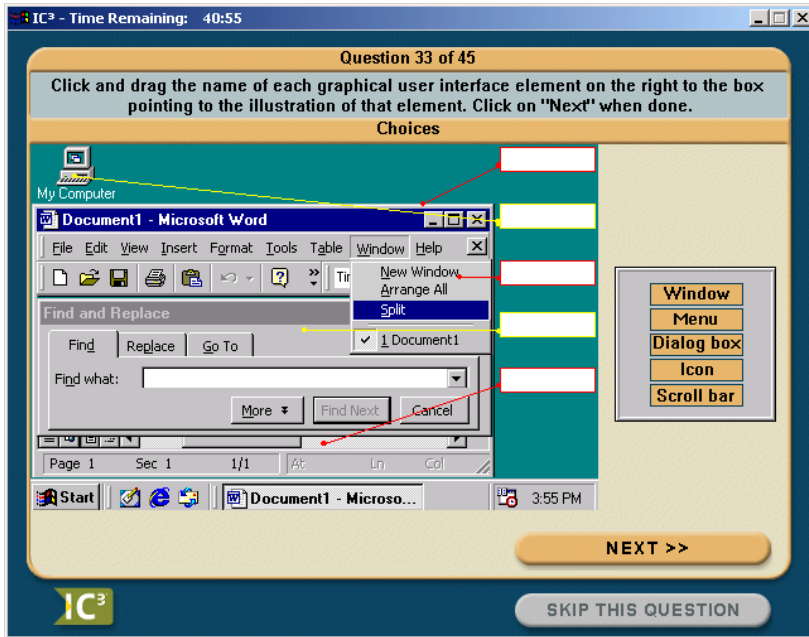 IC³ - Time Remaining: 40:55
Question 33 of 45
Click and drag the name of each graphical user interface element on the right to the box
pointing to the illustration of that element. Click on "Next" when done.
Choices
My Computer
Document1 - Microsoft Word
File Edit View Insert Format Tools Table Window Help
New Window
Arrange All
Split
1 Document1
Find and Replace
Find Replace Go To
Find what:
More Find Next Cancel
Page 1 Sec 1 1/1 At Ln Col
Start Document1 - Microso... 3:55 PM
Window
Menu
Dialog box
Icon
Scroll bar
NEXT >>
IC³
SKIP THIS QUESTION